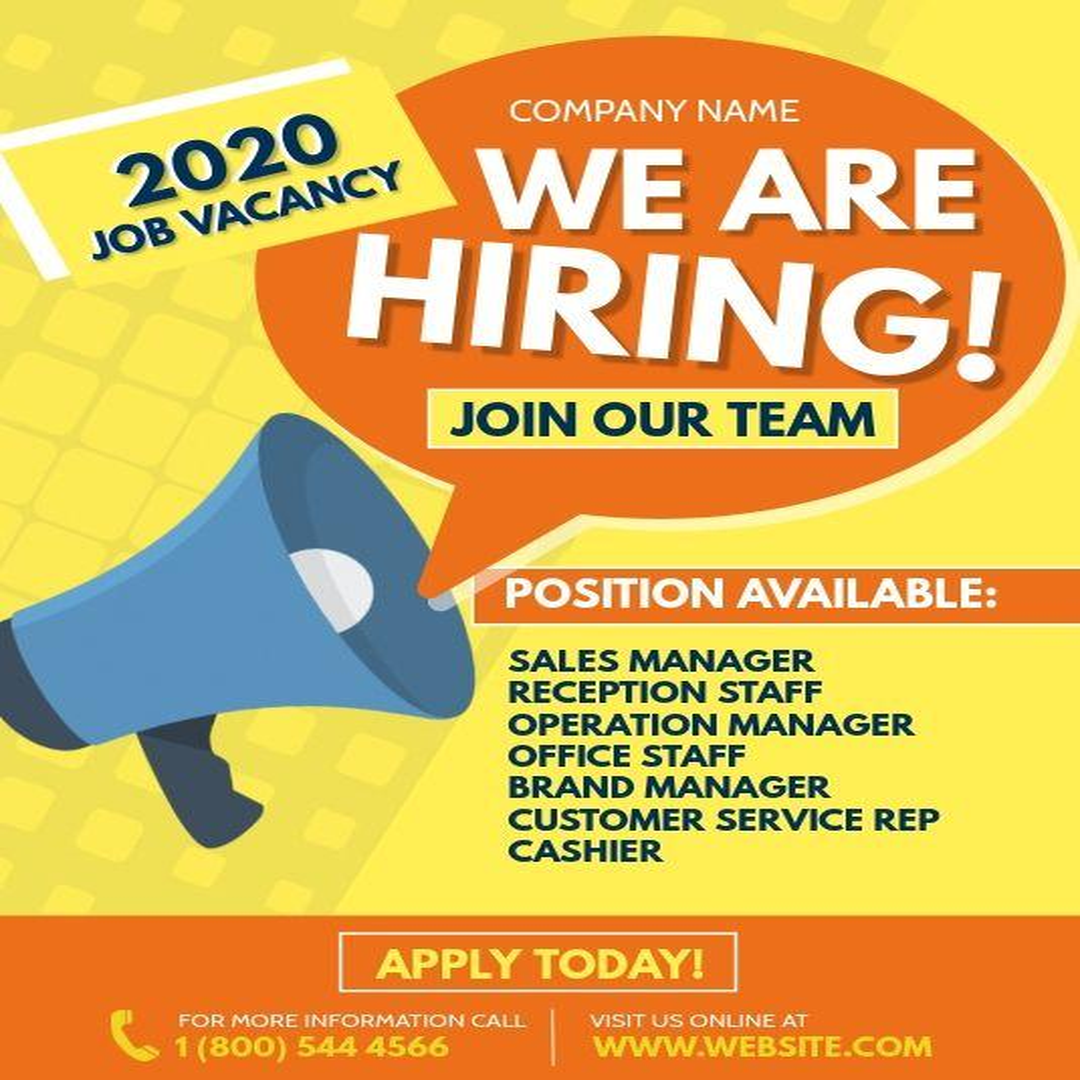 2020
JOB VACANCY
COMPANY NAME
WE ARE
HIRING!
JOIN OUR TEAM
POSITION AVAILABLE:
SALES MANAGER
RECEPTION STAFF
OPERATION MANAGER
OFFICE STAFF
BRAND MANAGER
CUSTOMER SERVICE REP
CASHIER
APPLY TODAY!
FOR MORE INFORMATION CALL
1 (800) 544 4566
VISIT US ONLINE AT
WWW.WEBSITE.COM